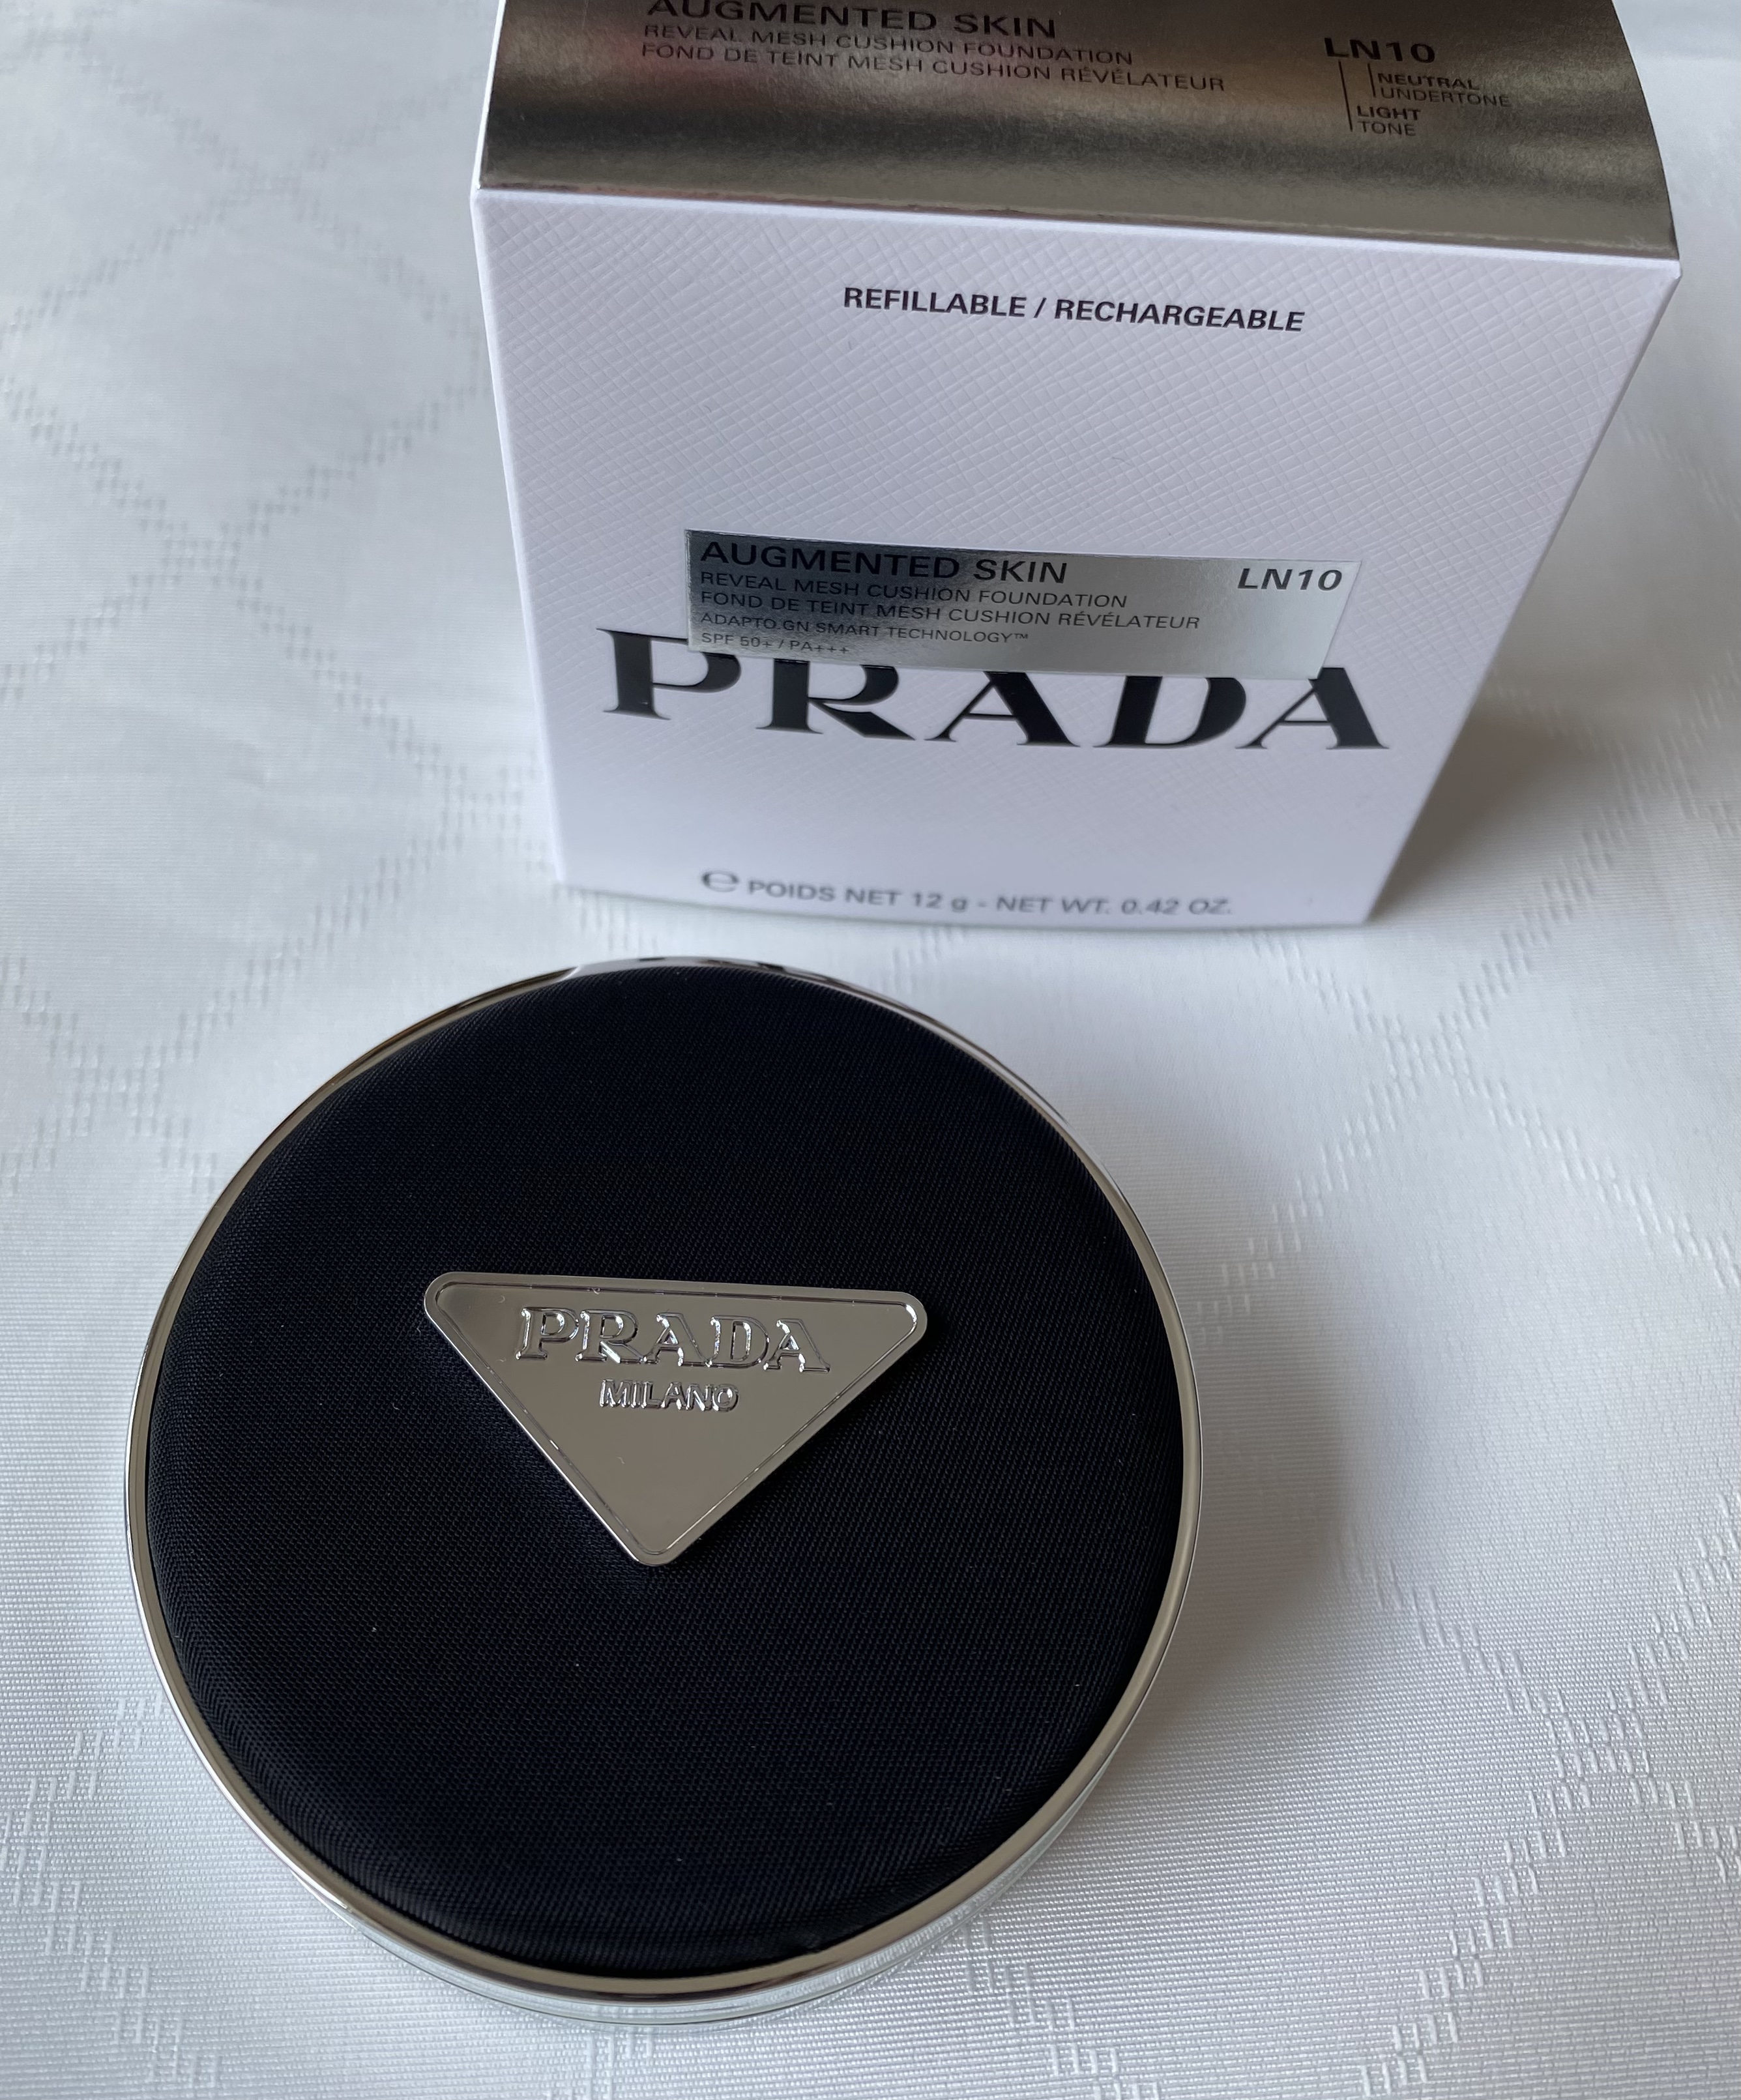 AUGMENTED SKIN
REVEAL MESH CUSHION FOUNDATION
FOND DE TEINT MESH CUSHION RÉVÉLATEUR
LN10
NEUTRAL
UNDERTONE
LIGHT
TONE
REFILLABLE / RECHARGEABLE
AUGMENTED SKIN LN10
REVEAL MESH CUSHION FOUNDATION
FOND DE TEINT MESH CUSHION RÉVÉLATEUR
ADAPTO.GN SMART TECHNOLOGY™
SPF 50+ / PA+++
PRADA
℮ POIDS NET 12 g - NET WT. 0.42 OZ.
PRADA
MILANO